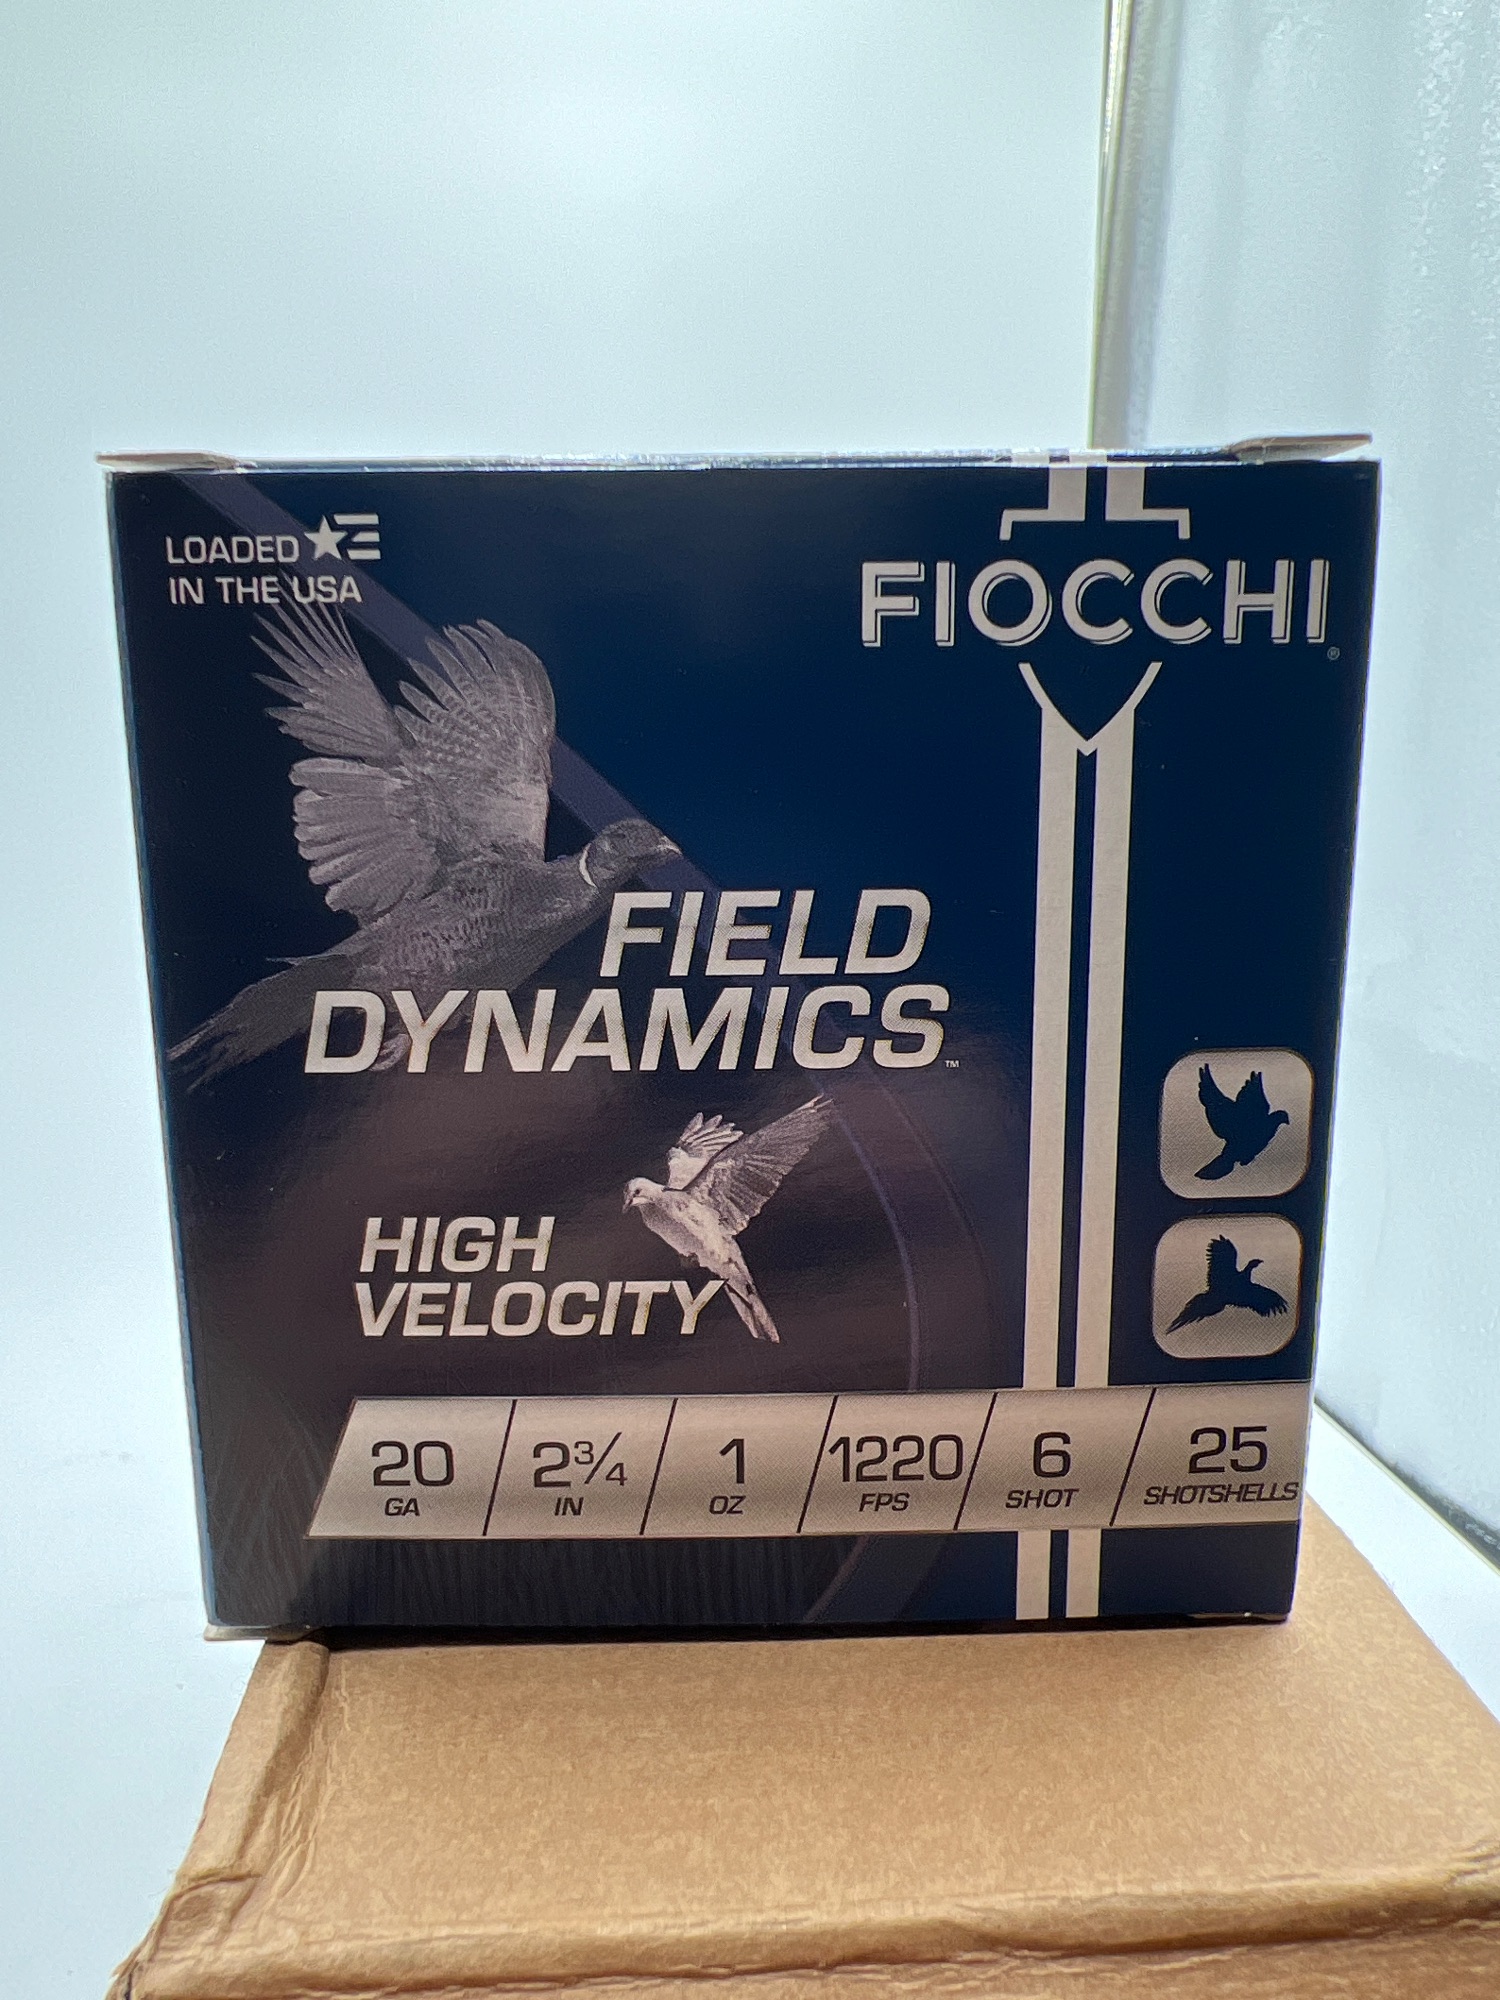 LOADED
IN THE USA
FIOCCHI®
FIELD
DYNAMICS™
HIGH
VELOCITY
20 2¾ 1 1220 6 25
GA IN OZ FPS SHOT SHOTSHELLS